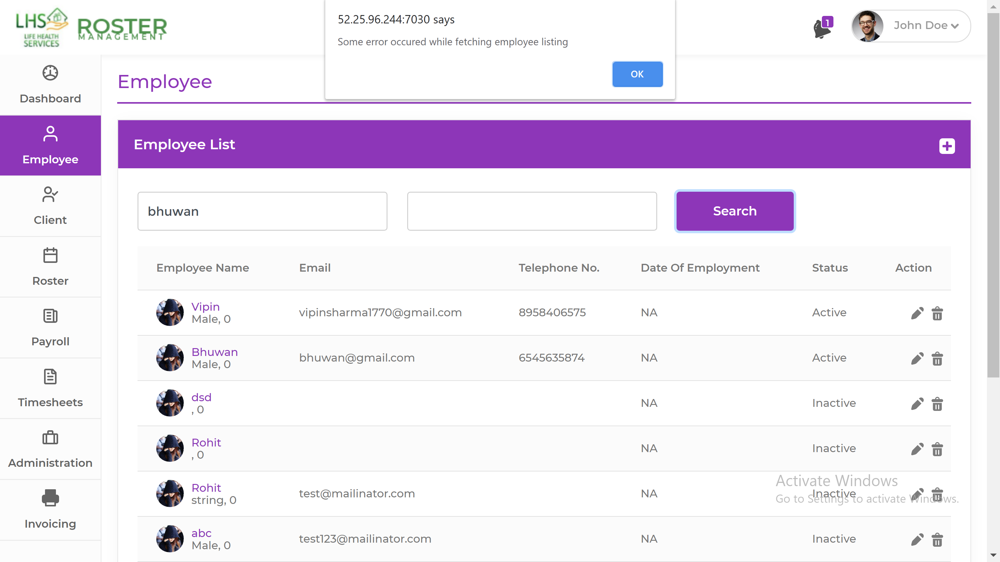 LHS
LIFE HEALTH
SERVICES
ROSTER
MANAGEMENT
52.25.96.244:7030 says
Some error occured while fetching employee listing
OK
1
John Doe
Dashboard
Employee
Client
Roster
Payroll
Timesheets
Administration
Invoicing
Employee
Employee List
bhuwan
Search
Employee Name Email Telephone No. Date Of Employment Status Action
Vipin
Male, 0
vipinsharma1770@gmail.com 8958406575 NA Active
Bhuwan
Male, 0
bhuwan@gmail.com 6545635874 NA Active
dsd
, 0
NA Inactive
Rohit
, 0
NA Inactive
Rohit
string, 0
test@mailinator.com NA Inactive
abc
Male, 0
test123@mailinator.com NA Inactive
Activate Windows
Go to Settings to activate Windows.